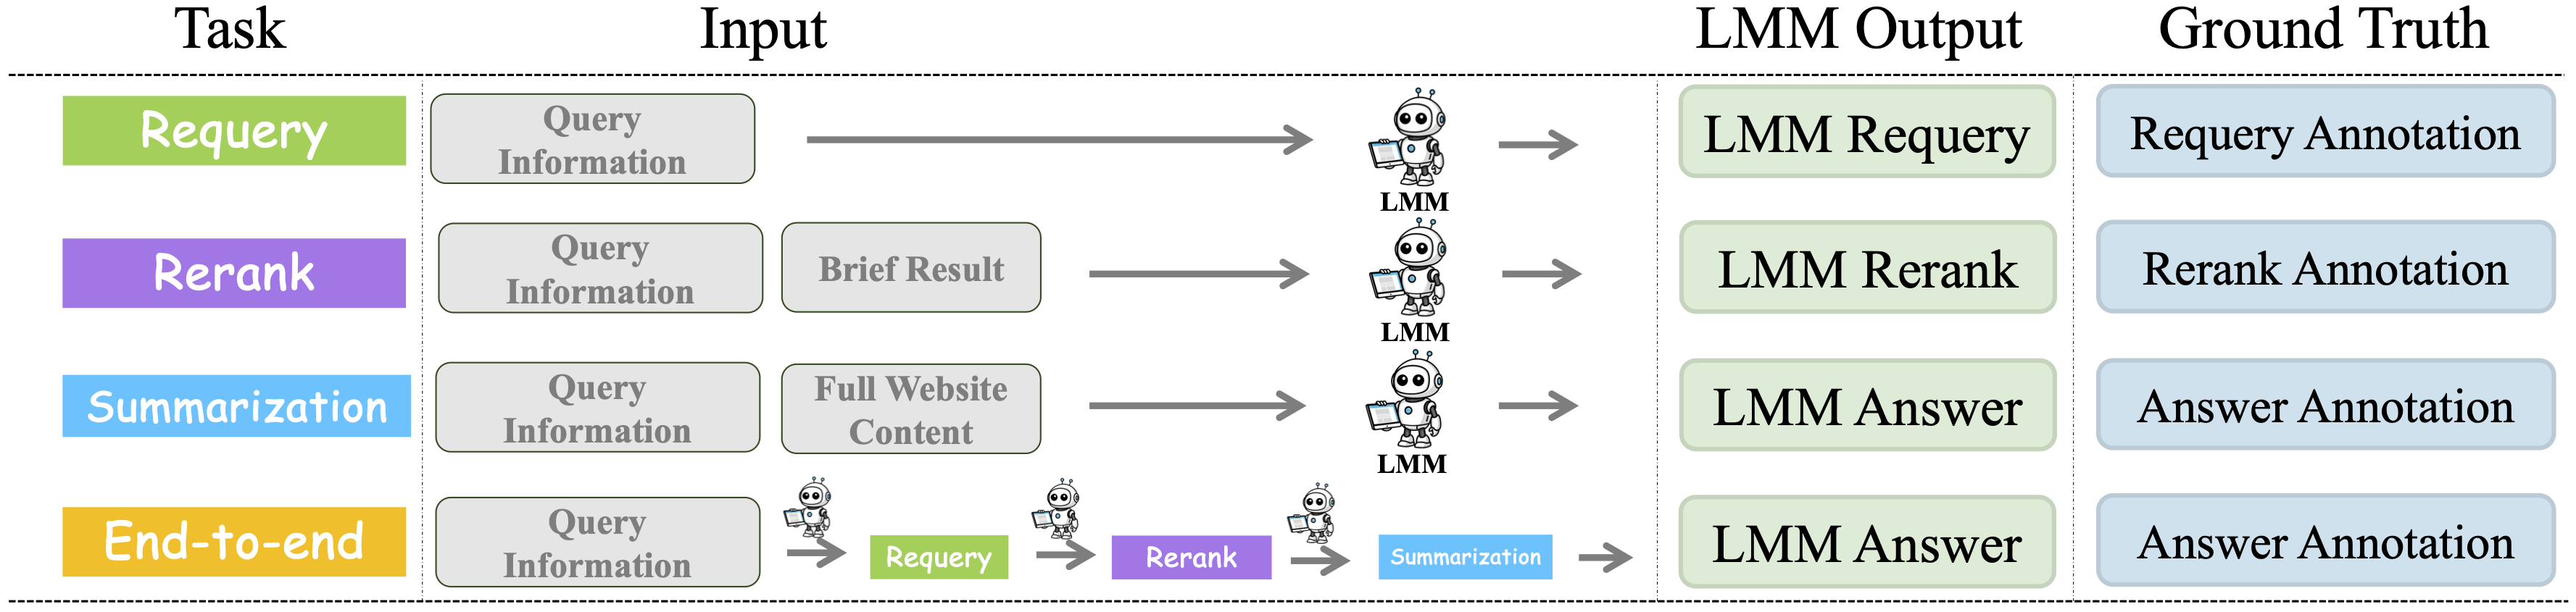 Task
Input
LMM Output
Ground Truth
Requery
Query
Information
LMM
LMM Requery
Requery Annotation
Rerank
Query
Information
Brief Result
LMM
LMM Rerank
Rerank Annotation
Summarization
Query
Information
Full Website
Content
LMM
LMM Answer
Answer Annotation
End-to-end
Query
Information
Requery
Rerank
Summarization
LMM Answer
Answer Annotation